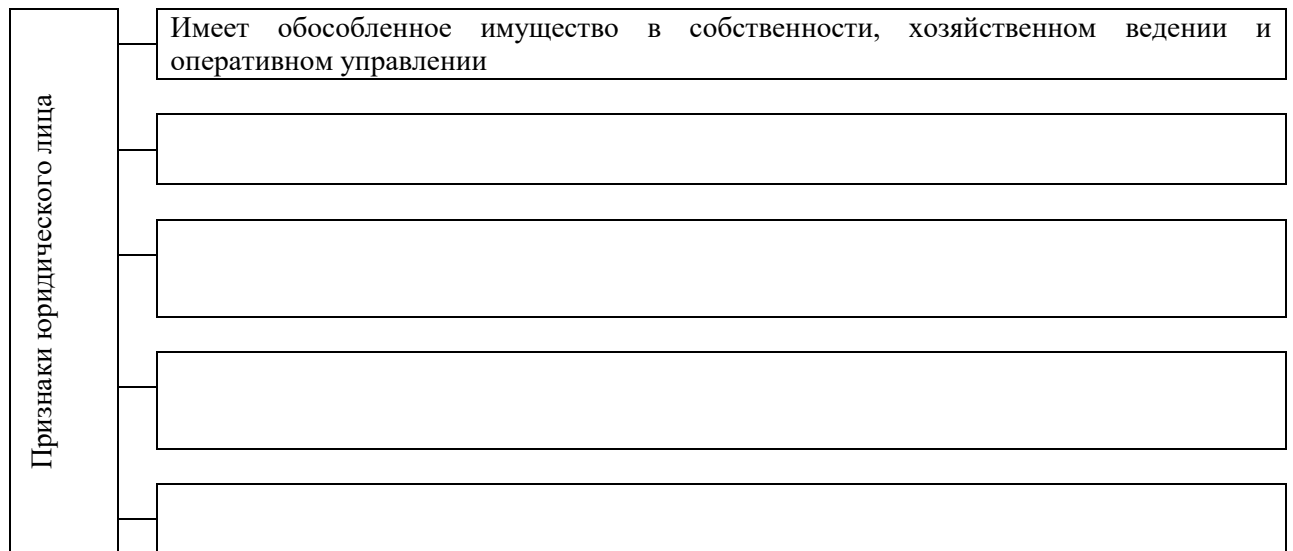 Признаки юридического лица
Имеет обособленное имущество в собственности, хозяйственном ведении и
оперативном управлении